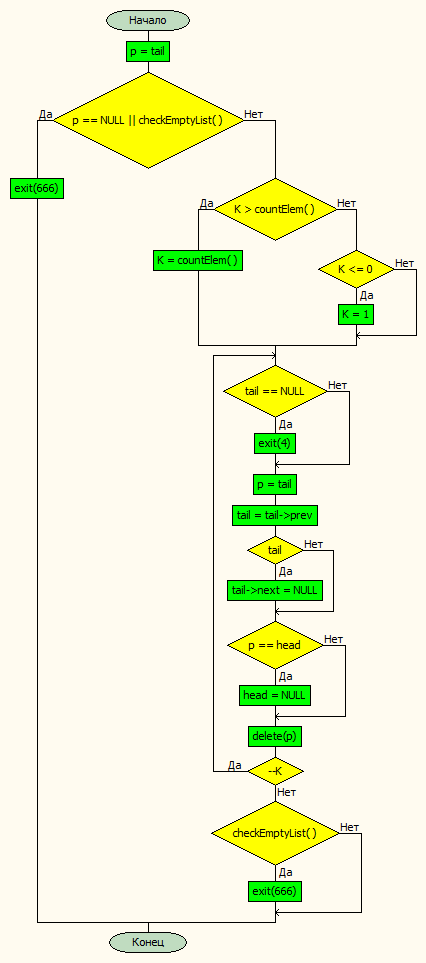 Начало
p = tail
Да
p == NULL || checkEmptyList( )
Нет
exit(666)
Да
K > countElem( )
Нет
K = countElem( )
K <= 0
Нет
Да
K = 1
tail == NULL
Нет
Да
exit(4)
p = tail
tail = tail->prev
tail
Нет
Да
tail->next = NULL
p == head
Нет
Да
head = NULL
delete(p)
Да
--K
Нет
checkEmptyList( )
Нет
Да
exit(666)
Конец